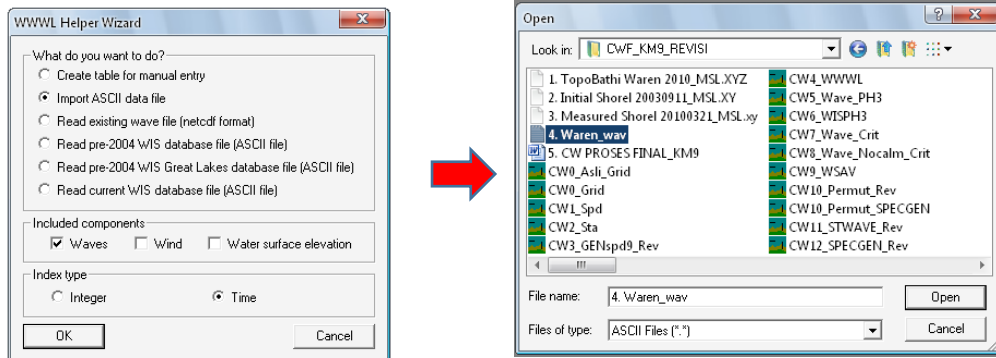 WWWL Helper Wizard
What do you want to do?
Create table for manual entry
Import ASCII data file
Read existing wave file (netcdf format)
Read pre-2004 WIS database file (ASCII file)
Read pre-2004 WIS Great Lakes database file (ASCII file)
Read current WIS database file (ASCII file)
Included components
Waves Wind Water surface elevation
Index type
Integer Time
OK Cancel
Open
Look in: CWF_KM9_REVISI
1. TopoBathi Waren 2010_MSL.XYZ
2. Initial Shorel 20030911_MSL.XY
3. Measured Shorel 20100321_MSL.xy
4. Waren_wav
5. CW PROSES FINAL_KM9
CW0_Asli_Grid
CW0_Grid
CW1_Spd
CW2_Sta
CW3_GENspd9_Rev
CW4_WWWL
CW5_Wave_PH3
CW6_WISPH3
CW7_Wave_Crit
CW8_Wave_Nocalm_Crit
CW9_WSAV
CW10_Permut_Rev
CW10_Permut_SPECGEN
CW11_STWAVE_Rev
CW12_SPECGEN_Rev
File name: 4. Waren_wav Open
Files of type: ASCII Files (*.*) Cancel